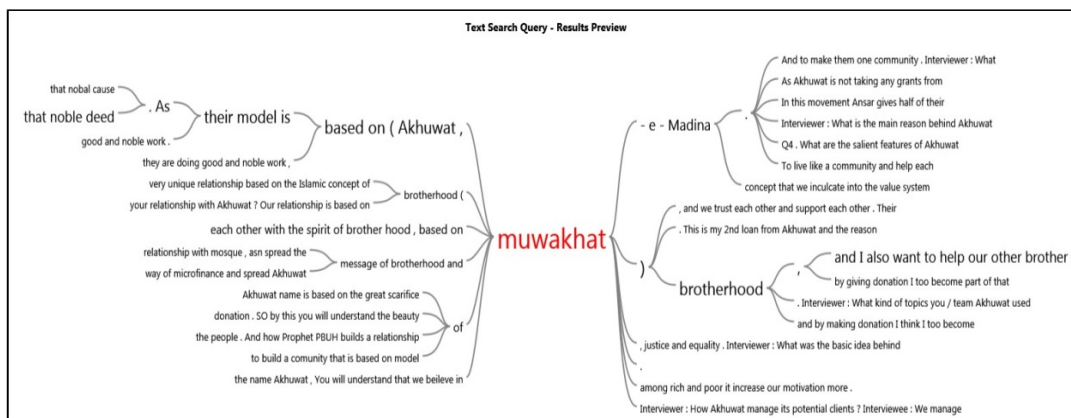 Text Search Query - Results Preview
that nobal cause
that noble deed
. As
good and noble work .
their model is
they are doing good and noble work ,
based on ( Akhuwat ,
very unique relationship based on the Islamic concept of
your relationship with Akhuwat ? Our relationship is based on
brotherhood (
each other with the spirit of brother hood , based on
relationship with mosque , asn spread the
way of microfinance and spread Akhuwat
message of brotherhood and
Akhuwat name is based on the great scarifice
donation . SO by this you will understand the beauty
the people . And how Prophet PBUH builds a relationship
to build a comunity that is based on model
of
the name Akhuwat , You will understand that we beileve in
muwakhat
- e - Madina
.
And to make them one community . Interviewer : What
As Akhuwat is not taking any grants from
In this movement Ansar gives half of their
Interviewer : What is the main reason behind Akhuwat
Q4 . What are the salient features of Akhuwat
To live like a community and help each
concept that we inculcate into the value system
)
, and we trust each other and support each other . Their
. This is my 2nd loan from Akhuwat and the reason
brotherhood
,
and I also want to help our other brother
by giving donation I too become part of that
. Interviewer : What kind of topics you / team Akhuwat used
and by making donation I think I too become
, justice and equality . Interviewer : What was the basic idea behind
.
among rich and poor it increase our motivation more .
Interviewer : How Akhuwat manage its potential clients ? Interviewee : We manage